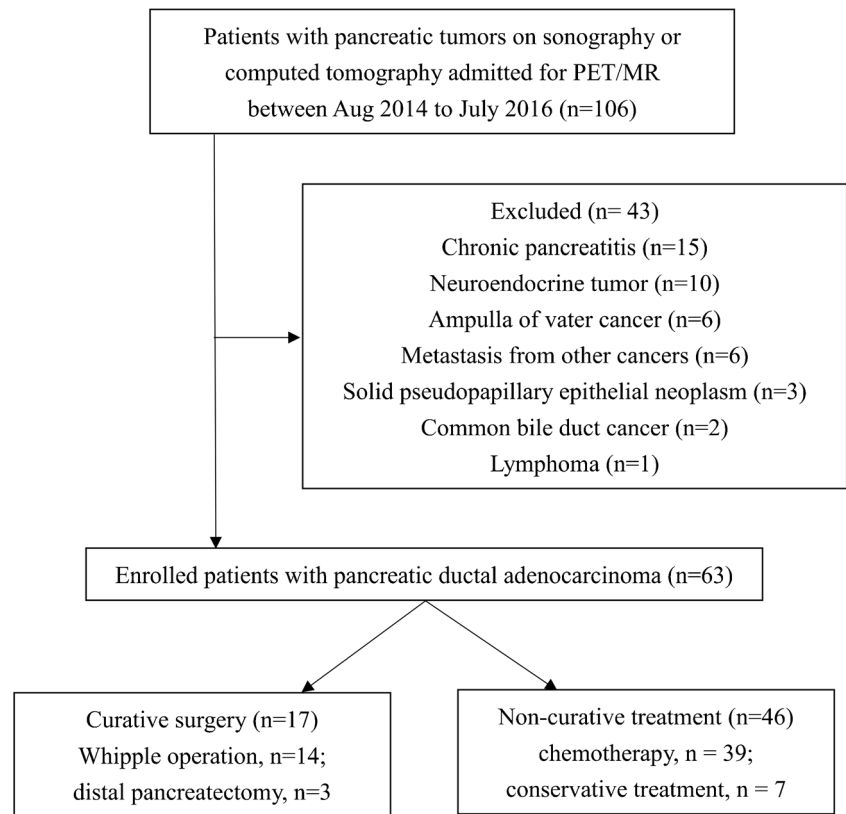 Patients with pancreatic tumors on sonography or
computed tomography admitted for PET/MR
between Aug 2014 to July 2016 (n=106)
Excluded (n= 43)
Chronic pancreatitis (n=15)
Neuroendocrine tumor (n=10)
Ampulla of vater cancer (n=6)
Metastasis from other cancers (n=6)
Solid pseudopapillary epithelial neoplasm (n=3)
Common bile duct cancer (n=2)
Lymphoma (n=1)
Enrolled patients with pancreatic ductal adenocarcinoma (n=63)
Curative surgery (n=17)
Whipple operation, n=14;
distal pancreatectomy, n=3
Non-curative treatment (n=46)
chemotherapy, n = 39;
conservative treatment, n = 7